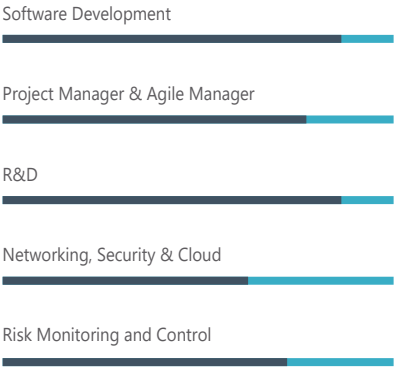 Software Development
Project Manager & Agile Manager
R&D
Networking, Security & Cloud
Risk Monitoring and Control